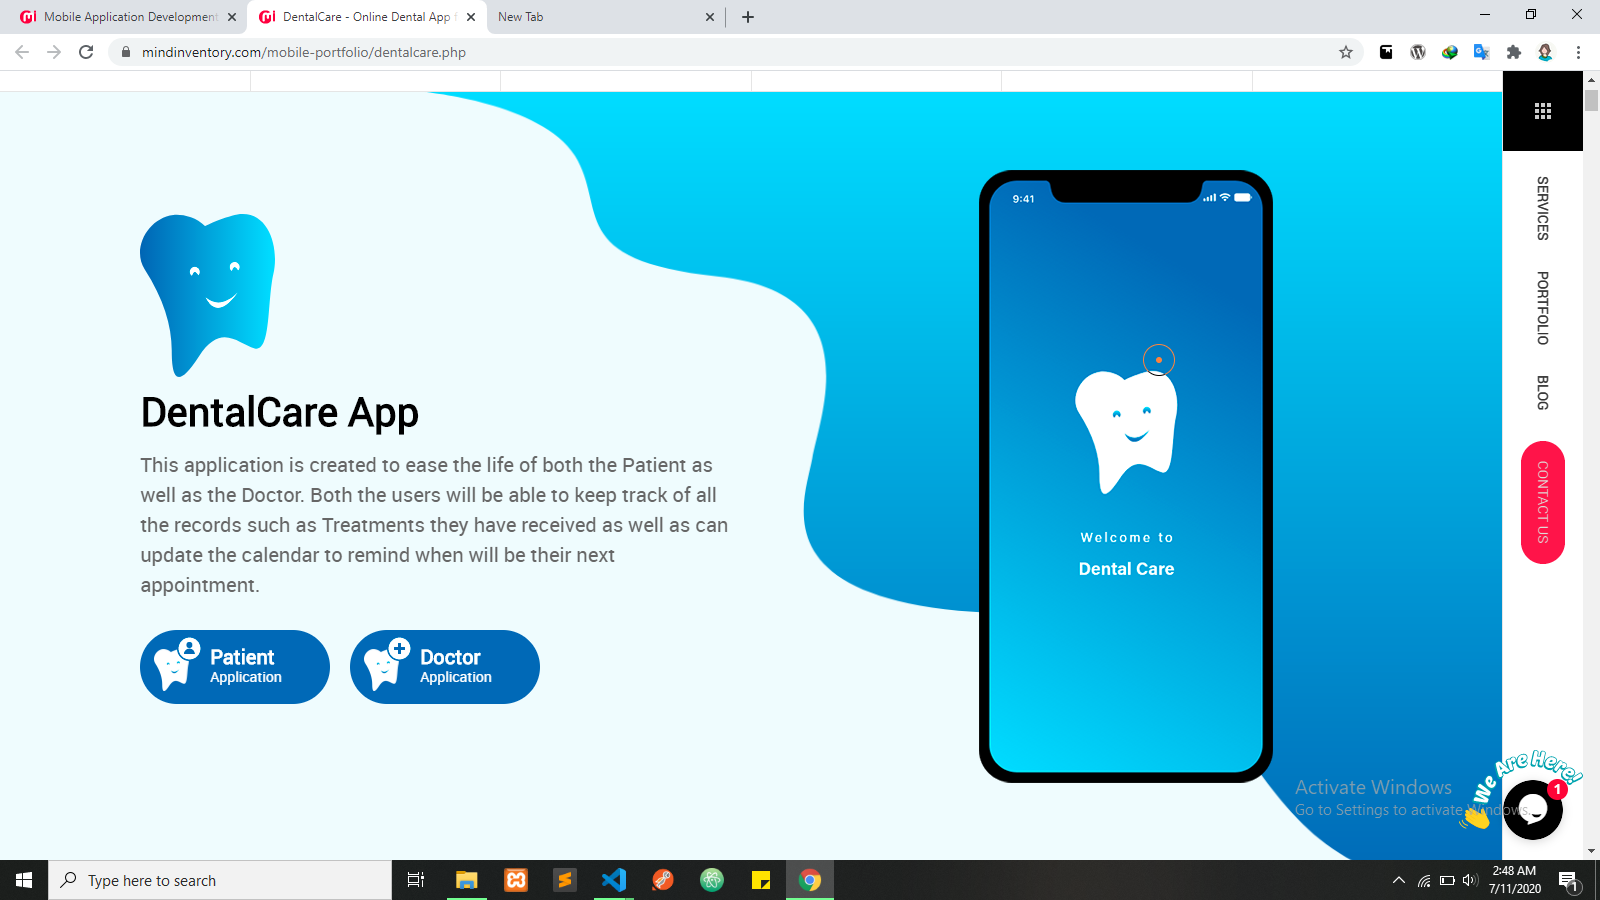 Mobile Application Development
DentalCare - Online Dental App f
New Tab
mindinventory.com/mobile-portfolio/dentalcare.php
SERVICES
PORTFOLIO
BLOG
CONTACT US
DentalCare App
This application is created to ease the life of both the Patient as
well as the Doctor. Both the users will be able to keep track of all
the records such as Treatments they have received as well as can
update the calendar to remind when will be their next
appointment.
Patient
Application
Doctor
Application
9:41
Welcome to
Dental Care
We Are Here!
1
Activate Windows
Go to Settings to activate Windows.
Type here to search
2:48 AM
7/11/2020
1